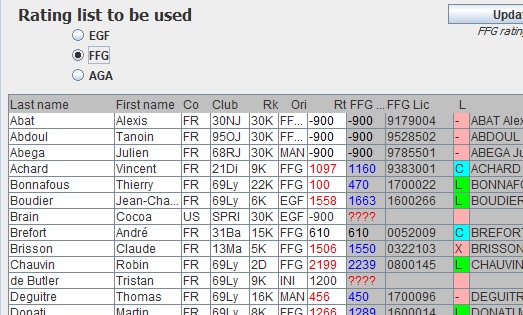 Rating list to be used
Upda
EGF
FFG ratin
FFG
AGA
Last name First name Co Club Rk Ori Rt FFG ... FFG Lic L
Abat Alexis FR 30NJ 30K FF... -900 -900 9179004 - ABAT Alex
Abdoul Tanoin FR 95OJ 30K FF... -900 -900 9528502 - ABDOUL
Abega Julien FR 68RJ 30K MAN -900 -900 9785501 - ABEGA Ju
Achard Vincent FR 21Di 9K FFG 1097 1160 9383001 C ACHARD
Bonnafous Thierry FR 69Ly 22K FFG 100 470 1700022 L BONNAFO
Boudier Jean-Cha... FR 69Ly 6K EGF 1558 1663 1600266 L BOUDIER
Brain Cocoa US SPRI 30K EGF -900 ????
Brefort André FR 31Ba 15K FFG 610 610 0052009 C BREFORT
Brisson Claude FR 13Ma 5K FFG 1506 1550 0322103 X BRISSON
Chauvin Robin FR 69Ly 2D FFG 2199 2239 0800145 L CHAUVIN
de Butler Tristan FR 69Ly 9K INI 1200 ????
Deguitre Thomas FR 69Ly 16K MAN 456 450 1700096 - DEGUITR
Donati Martin FR 69Ly 8K FFG 1266 1289 1600014 L DONATI M